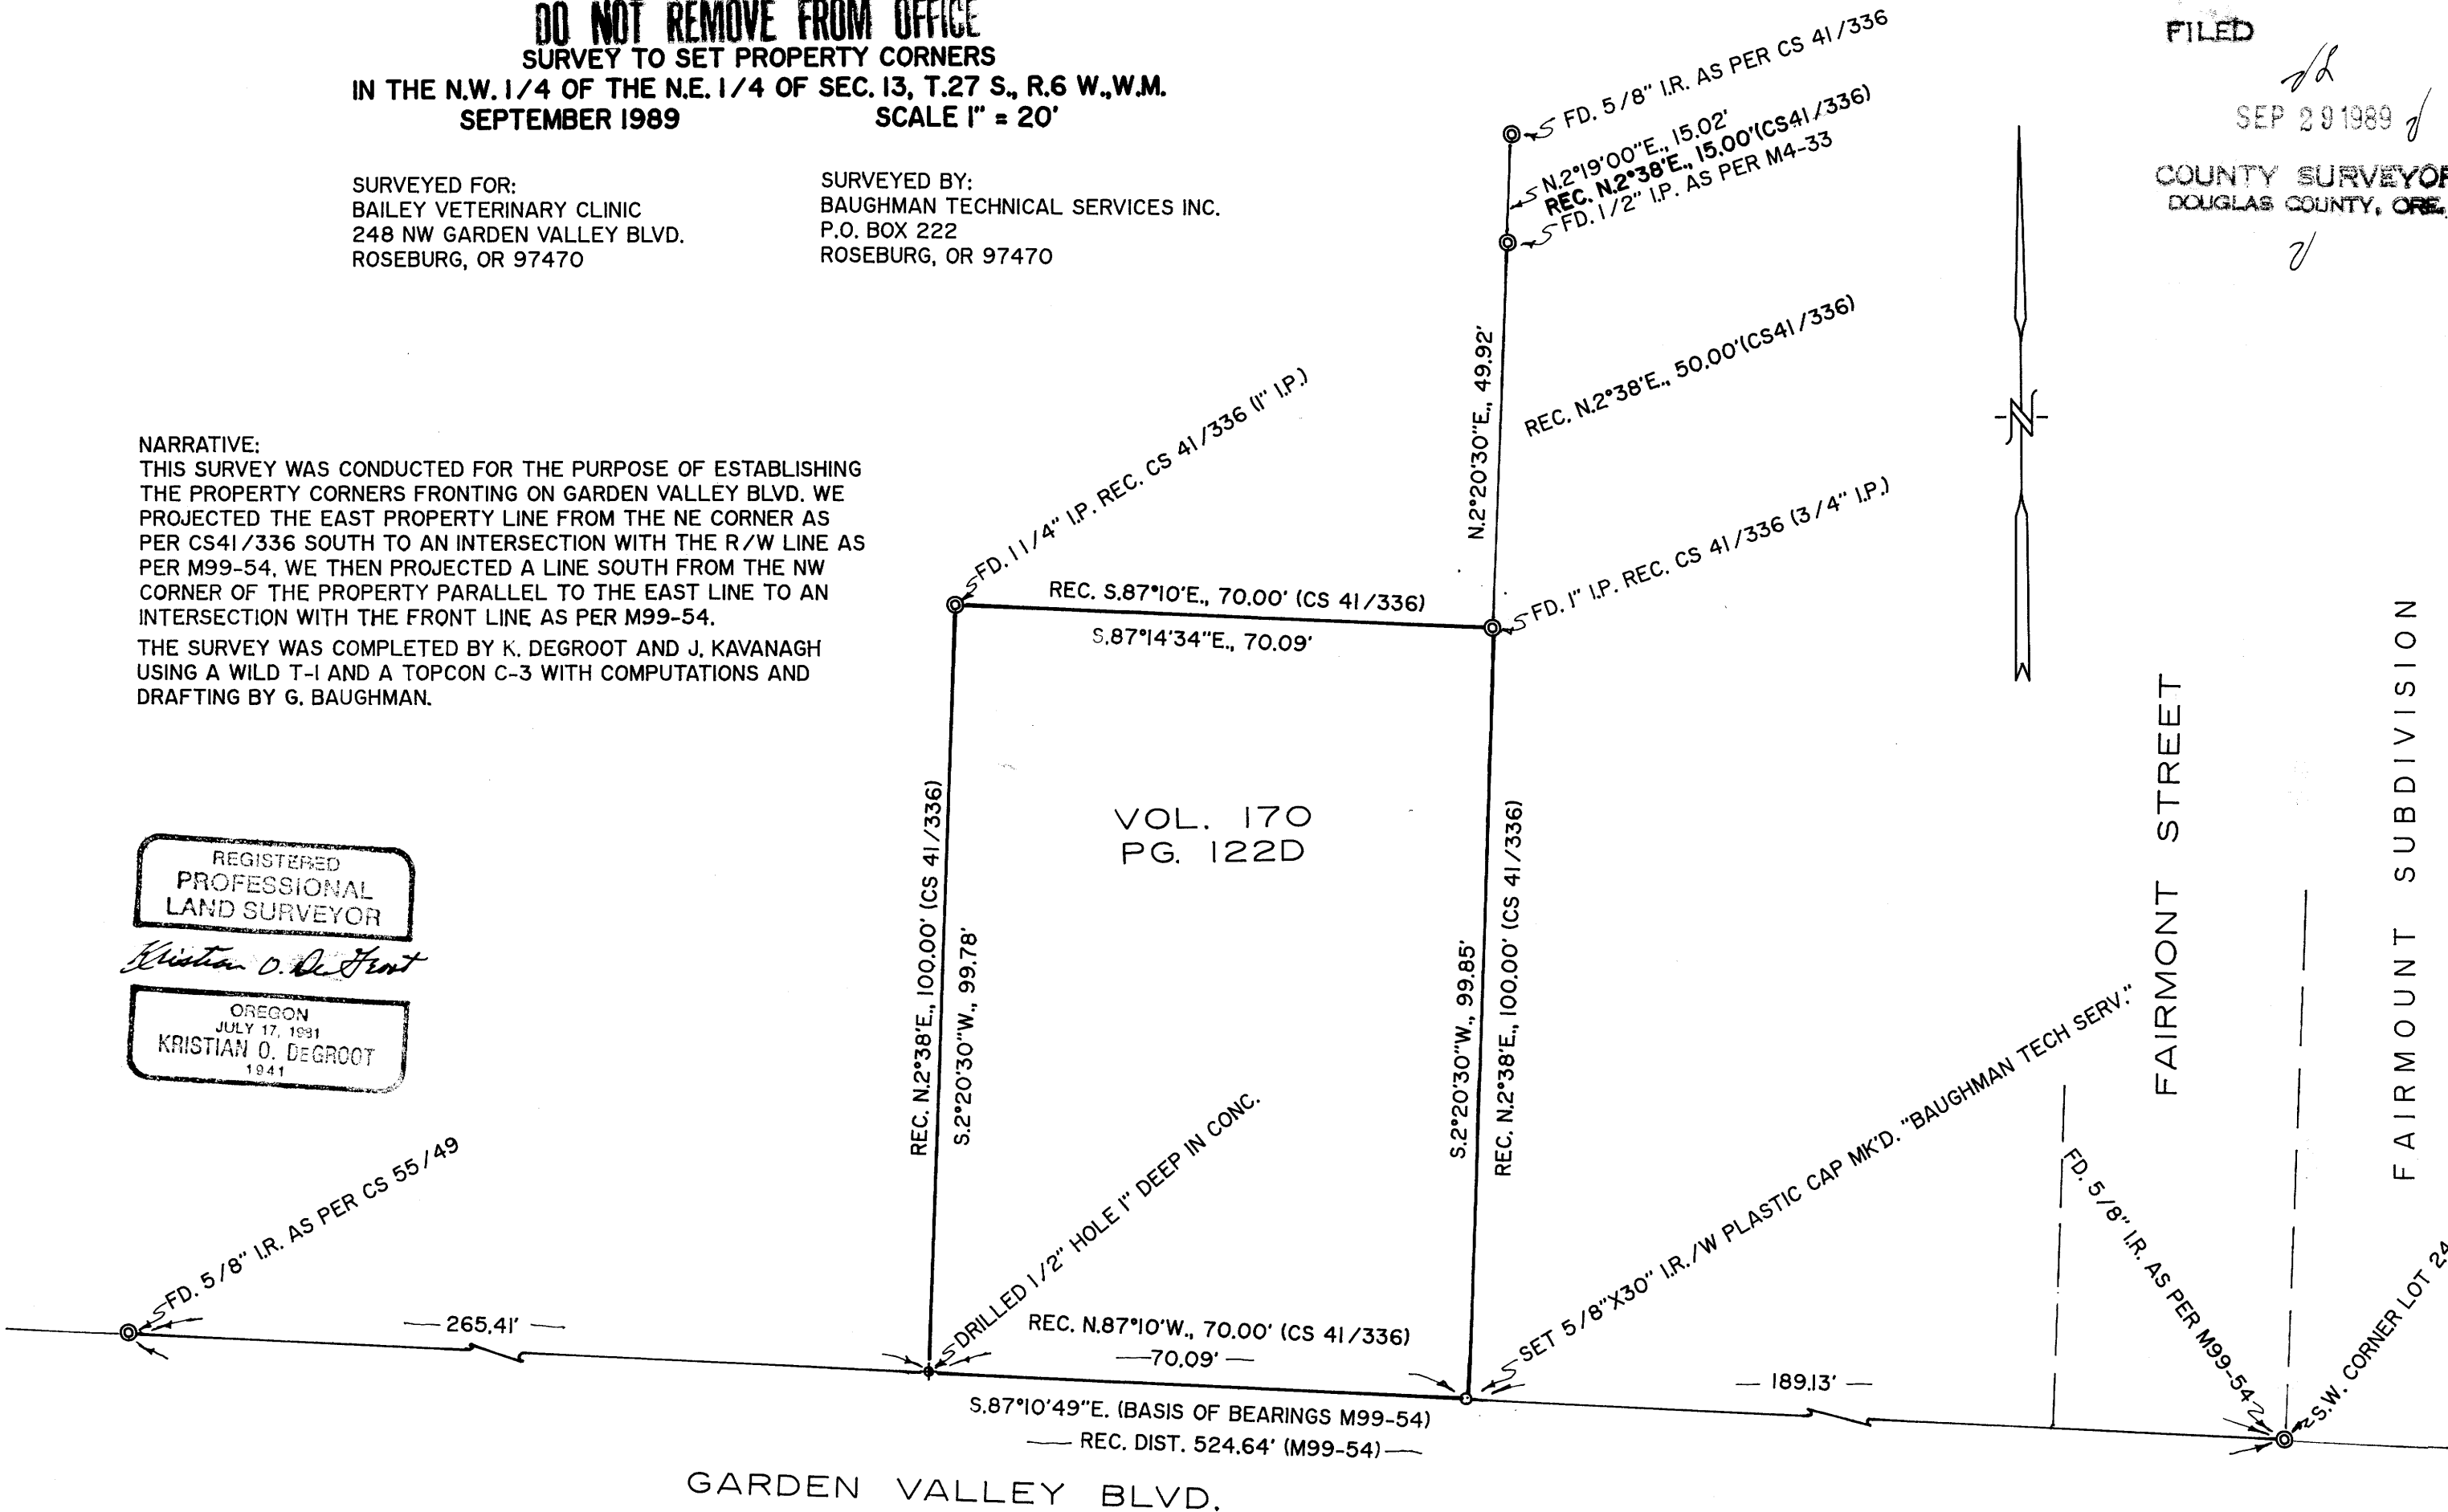 DO NOT REMOVE FROM OFFICE
SURVEY TO SET PROPERTY CORNERS
IN THE N.W. 1/4 OF THE N.E. 1/4 OF SEC. 13, T.27 S., R.6 W.,W.M.
SEPTEMBER 1989 SCALE 1" = 20'
SURVEYED FOR:
BAILEY VETERINARY CLINIC
248 NW GARDEN VALLEY BLVD.
ROSEBURG, OR 97470
SURVEYED BY:
BAUGHMAN TECHNICAL SERVICES INC.
P.O. BOX 222
ROSEBURG, OR 97470
FILED
SEP 29 1989
COUNTY SURVEYOR
DOUGLAS COUNTY, ORE.
FD. 5/8" I.R. AS PER CS 41/336
N.2°19'00"E., 15.02'
REC. N.2°38'E., 15.00'(CS41/336)
FD. 1/2" I.P. AS PER M4-33
N.2°20'30"E., 49.92'
REC. N.2°38'E., 50.00'(CS41/336)
N
NARRATIVE:
THIS SURVEY WAS CONDUCTED FOR THE PURPOSE OF ESTABLISHING
THE PROPERTY CORNERS FRONTING ON GARDEN VALLEY BLVD. WE
PROJECTED THE EAST PROPERTY LINE FROM THE NE CORNER AS
PER CS41/336 SOUTH TO AN INTERSECTION WITH THE R/W LINE AS
PER M99-54, WE THEN PROJECTED A LINE SOUTH FROM THE NW
CORNER OF THE PROPERTY PARALLEL TO THE EAST LINE TO AN
INTERSECTION WITH THE FRONT LINE AS PER M99-54.
THE SURVEY WAS COMPLETED BY K. DEGROOT AND J. KAVANAGH
USING A WILD T-1 AND A TOPCON C-3 WITH COMPUTATIONS AND
DRAFTING BY G. BAUGHMAN.
FD. 1 1/4" I.P. REC. CS 41/336 (1" I.P.)
FD. 1" I.P. REC. CS 41/336 (3/4" I.P.)
REC. S.87°10'E., 70.00' (CS 41/336)
S.87°14'34"E., 70.09'
VOL. 170
PG. 122D
REC. N.2°38'E., 100.00' (CS 41/336)
S.2°20'30"W., 99.78'
S.2°20'30"W., 99.85'
REC. N.2°38'E., 100.00' (CS 41/336)
FAIRMONT STREET
FAIRMOUNT SUBDIVISION
REGISTERED
PROFESSIONAL
LAND SURVEYOR
Kristian O. DeGroot
OREGON
JULY 17, 1981
KRISTIAN O. DEGROOT
1941
FD. 5/8" I.R. AS PER CS 55/49
DRILLED 1/2" HOLE 1" DEEP IN CONC.
SET 5/8"X30" I.R./W PLASTIC CAP MK'D. "BAUGHMAN TECH SERV."
FD. 5/8" I.R. AS PER M99-54
S.W. CORNER LOT 24
265.41'
REC. N.87°10'W., 70.00' (CS 41/336)
70.09'
189.13'
S.87°10'49"E. (BASIS OF BEARINGS M99-54)
REC. DIST. 524.64' (M99-54)
GARDEN VALLEY BLVD.